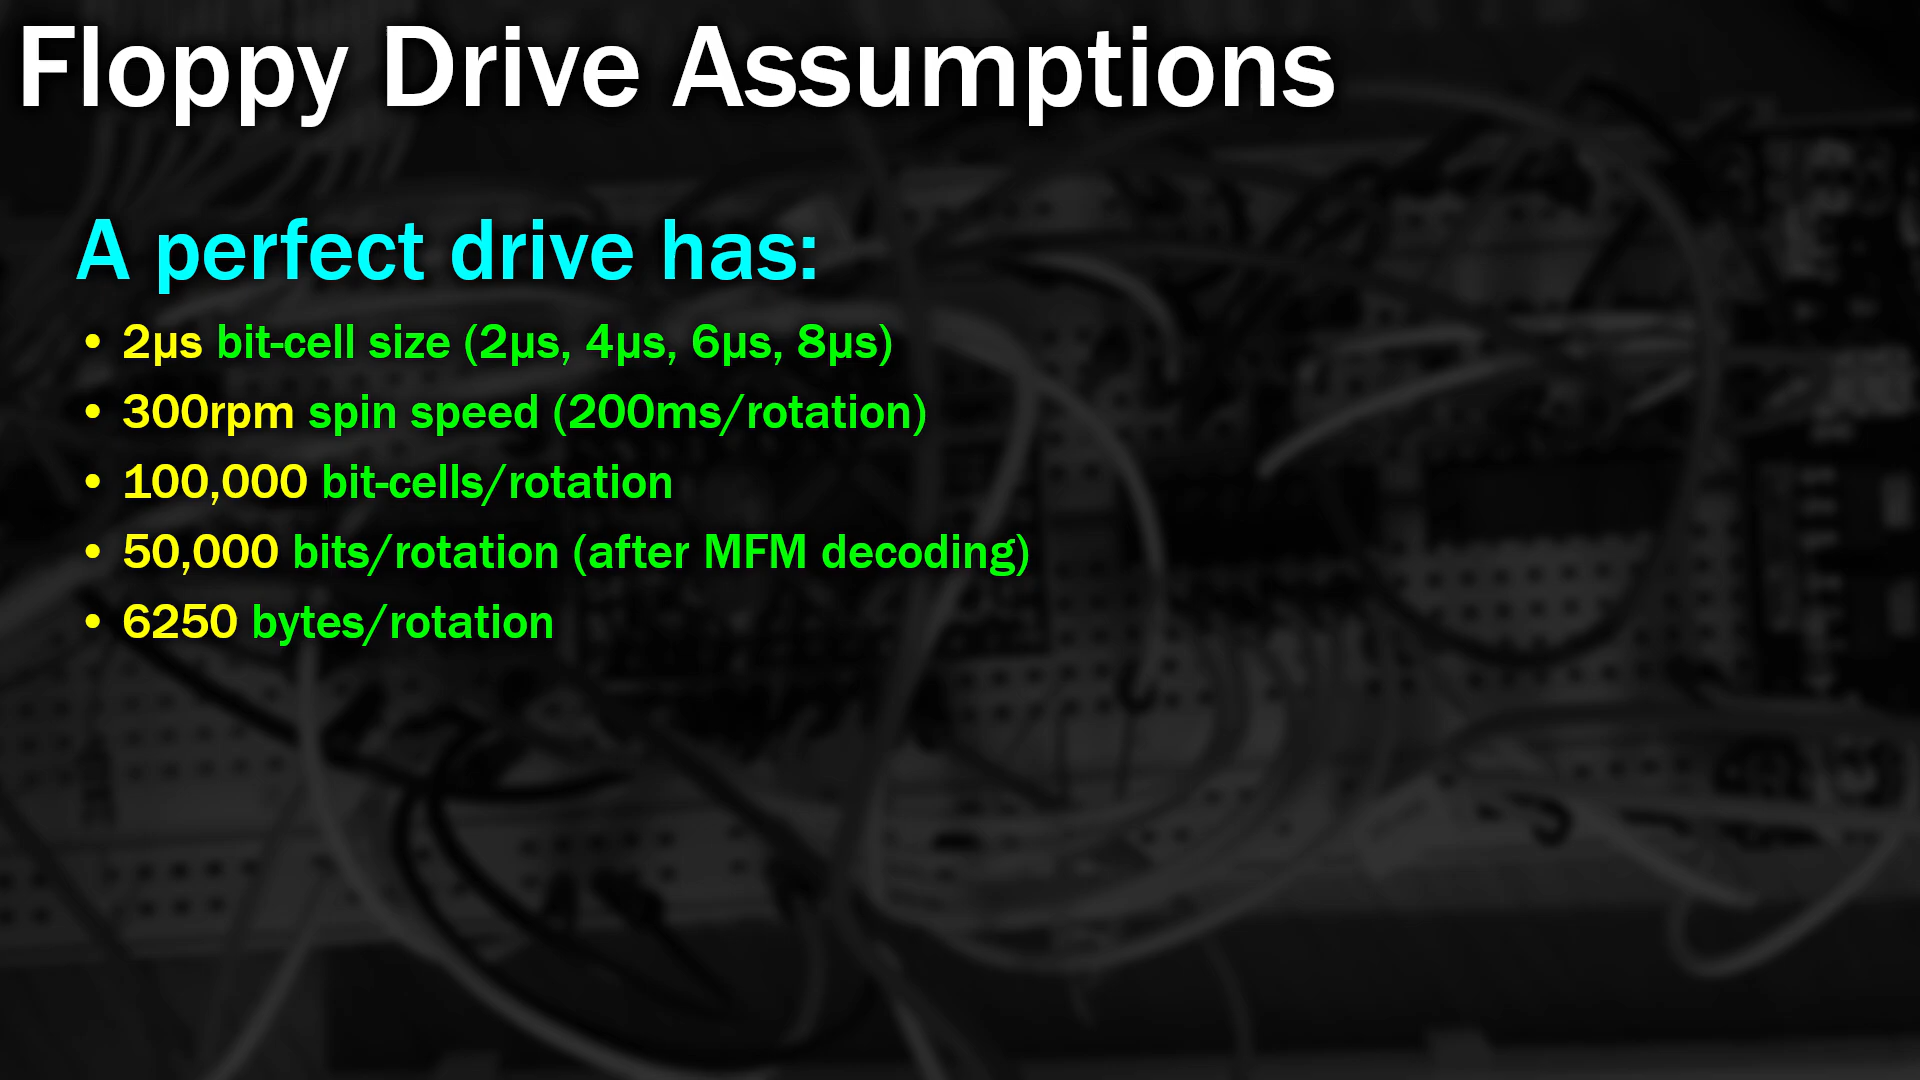 Floppy Drive Assumptions
A perfect drive has:
• 2µs bit-cell size (2µs, 4µs, 6µs, 8µs)
• 300rpm spin speed (200ms/rotation)
• 100,000 bit-cells/rotation
• 50,000 bits/rotation (after MFM decoding)
• 6250 bytes/rotation